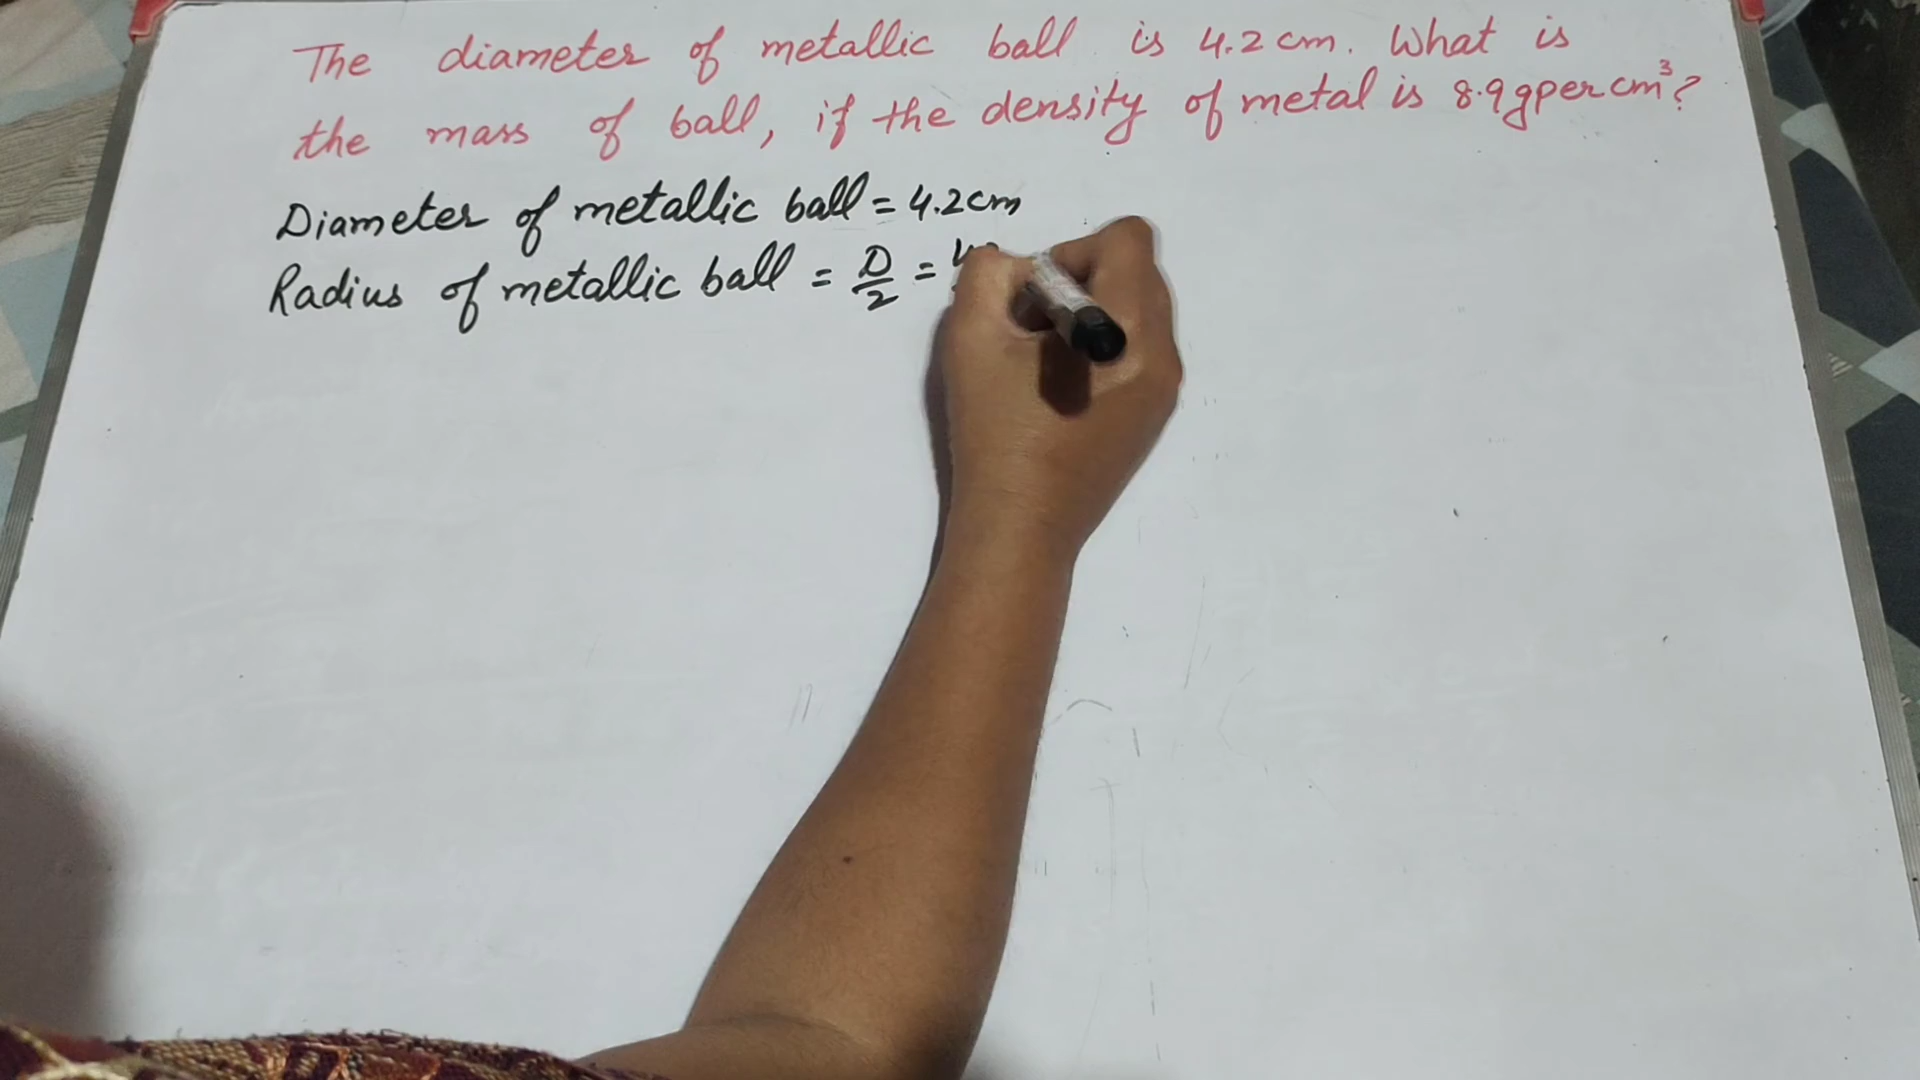 The diameter of metallic ball is 4.2 cm. What is
the mass of ball, if the density of metal is 8.9g per cm³?
Diameter of metallic ball = 4.2cm
Radius of metallic ball = D/2 =